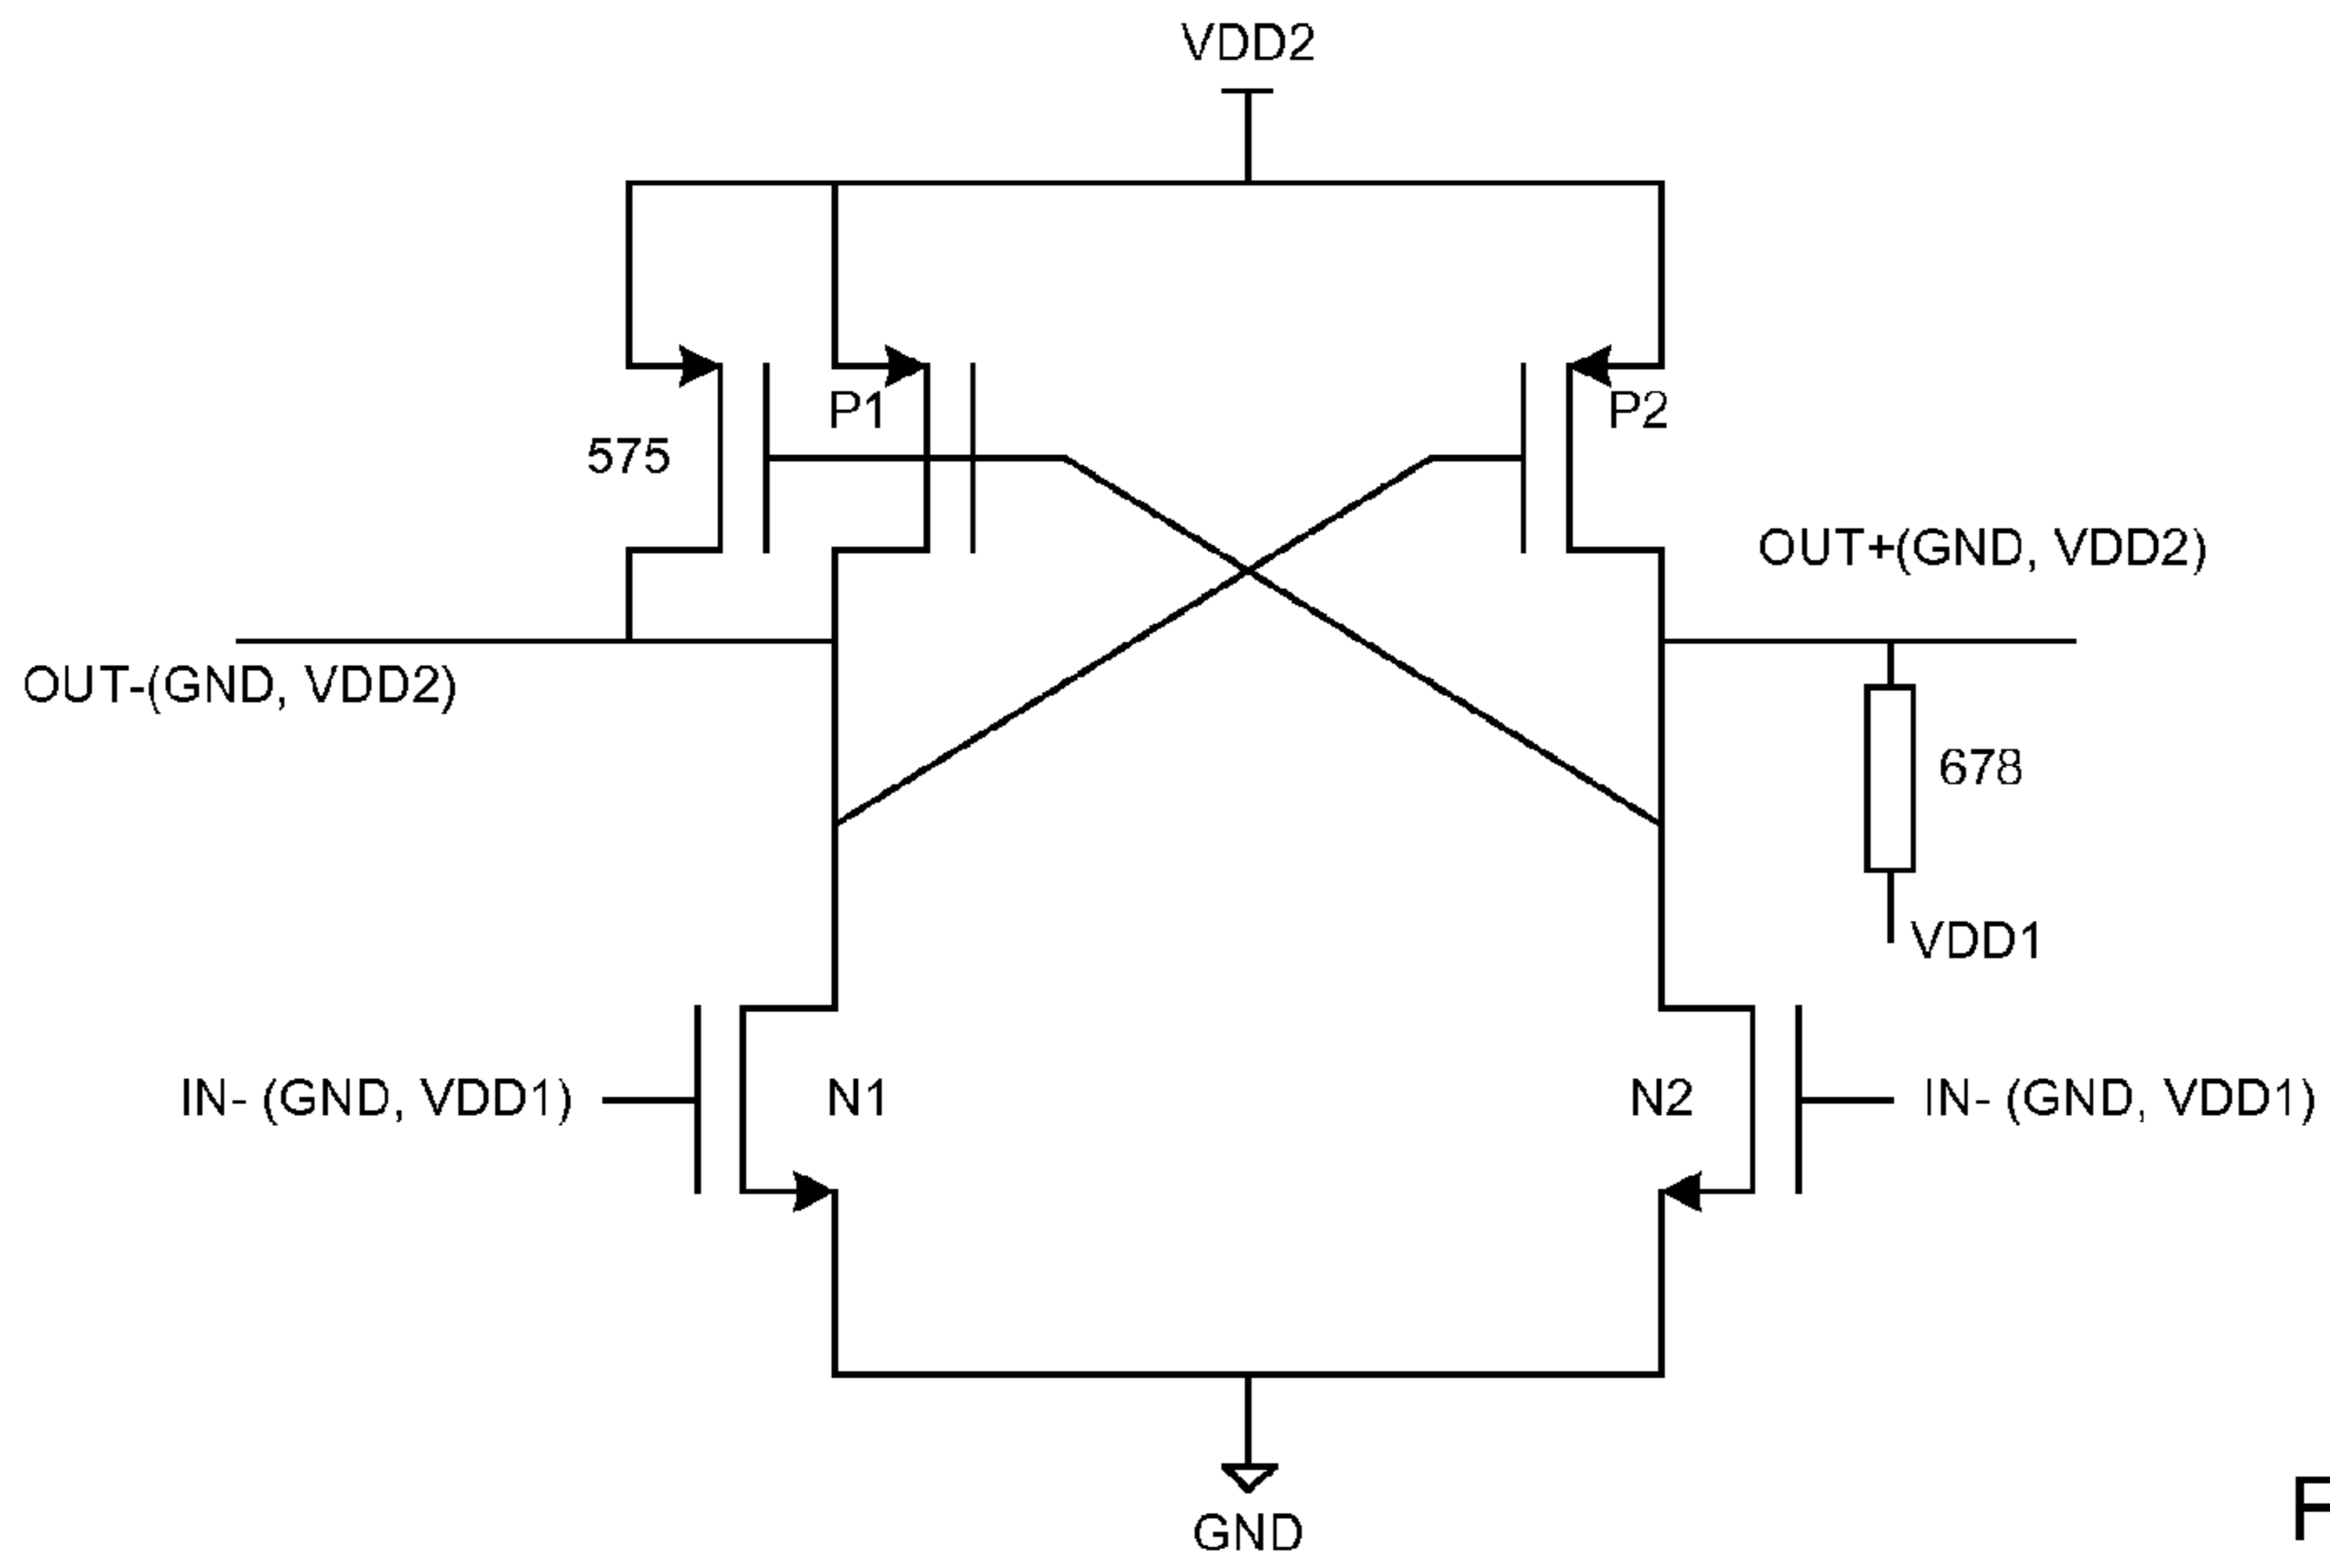 VDD2
P1
P2
575
OUT+(GND, VDD2)
OUT-(GND, VDD2)
678
VDD1
IN- (GND, VDD1)
N1
N2
IN- (GND, VDD1)
GND
F